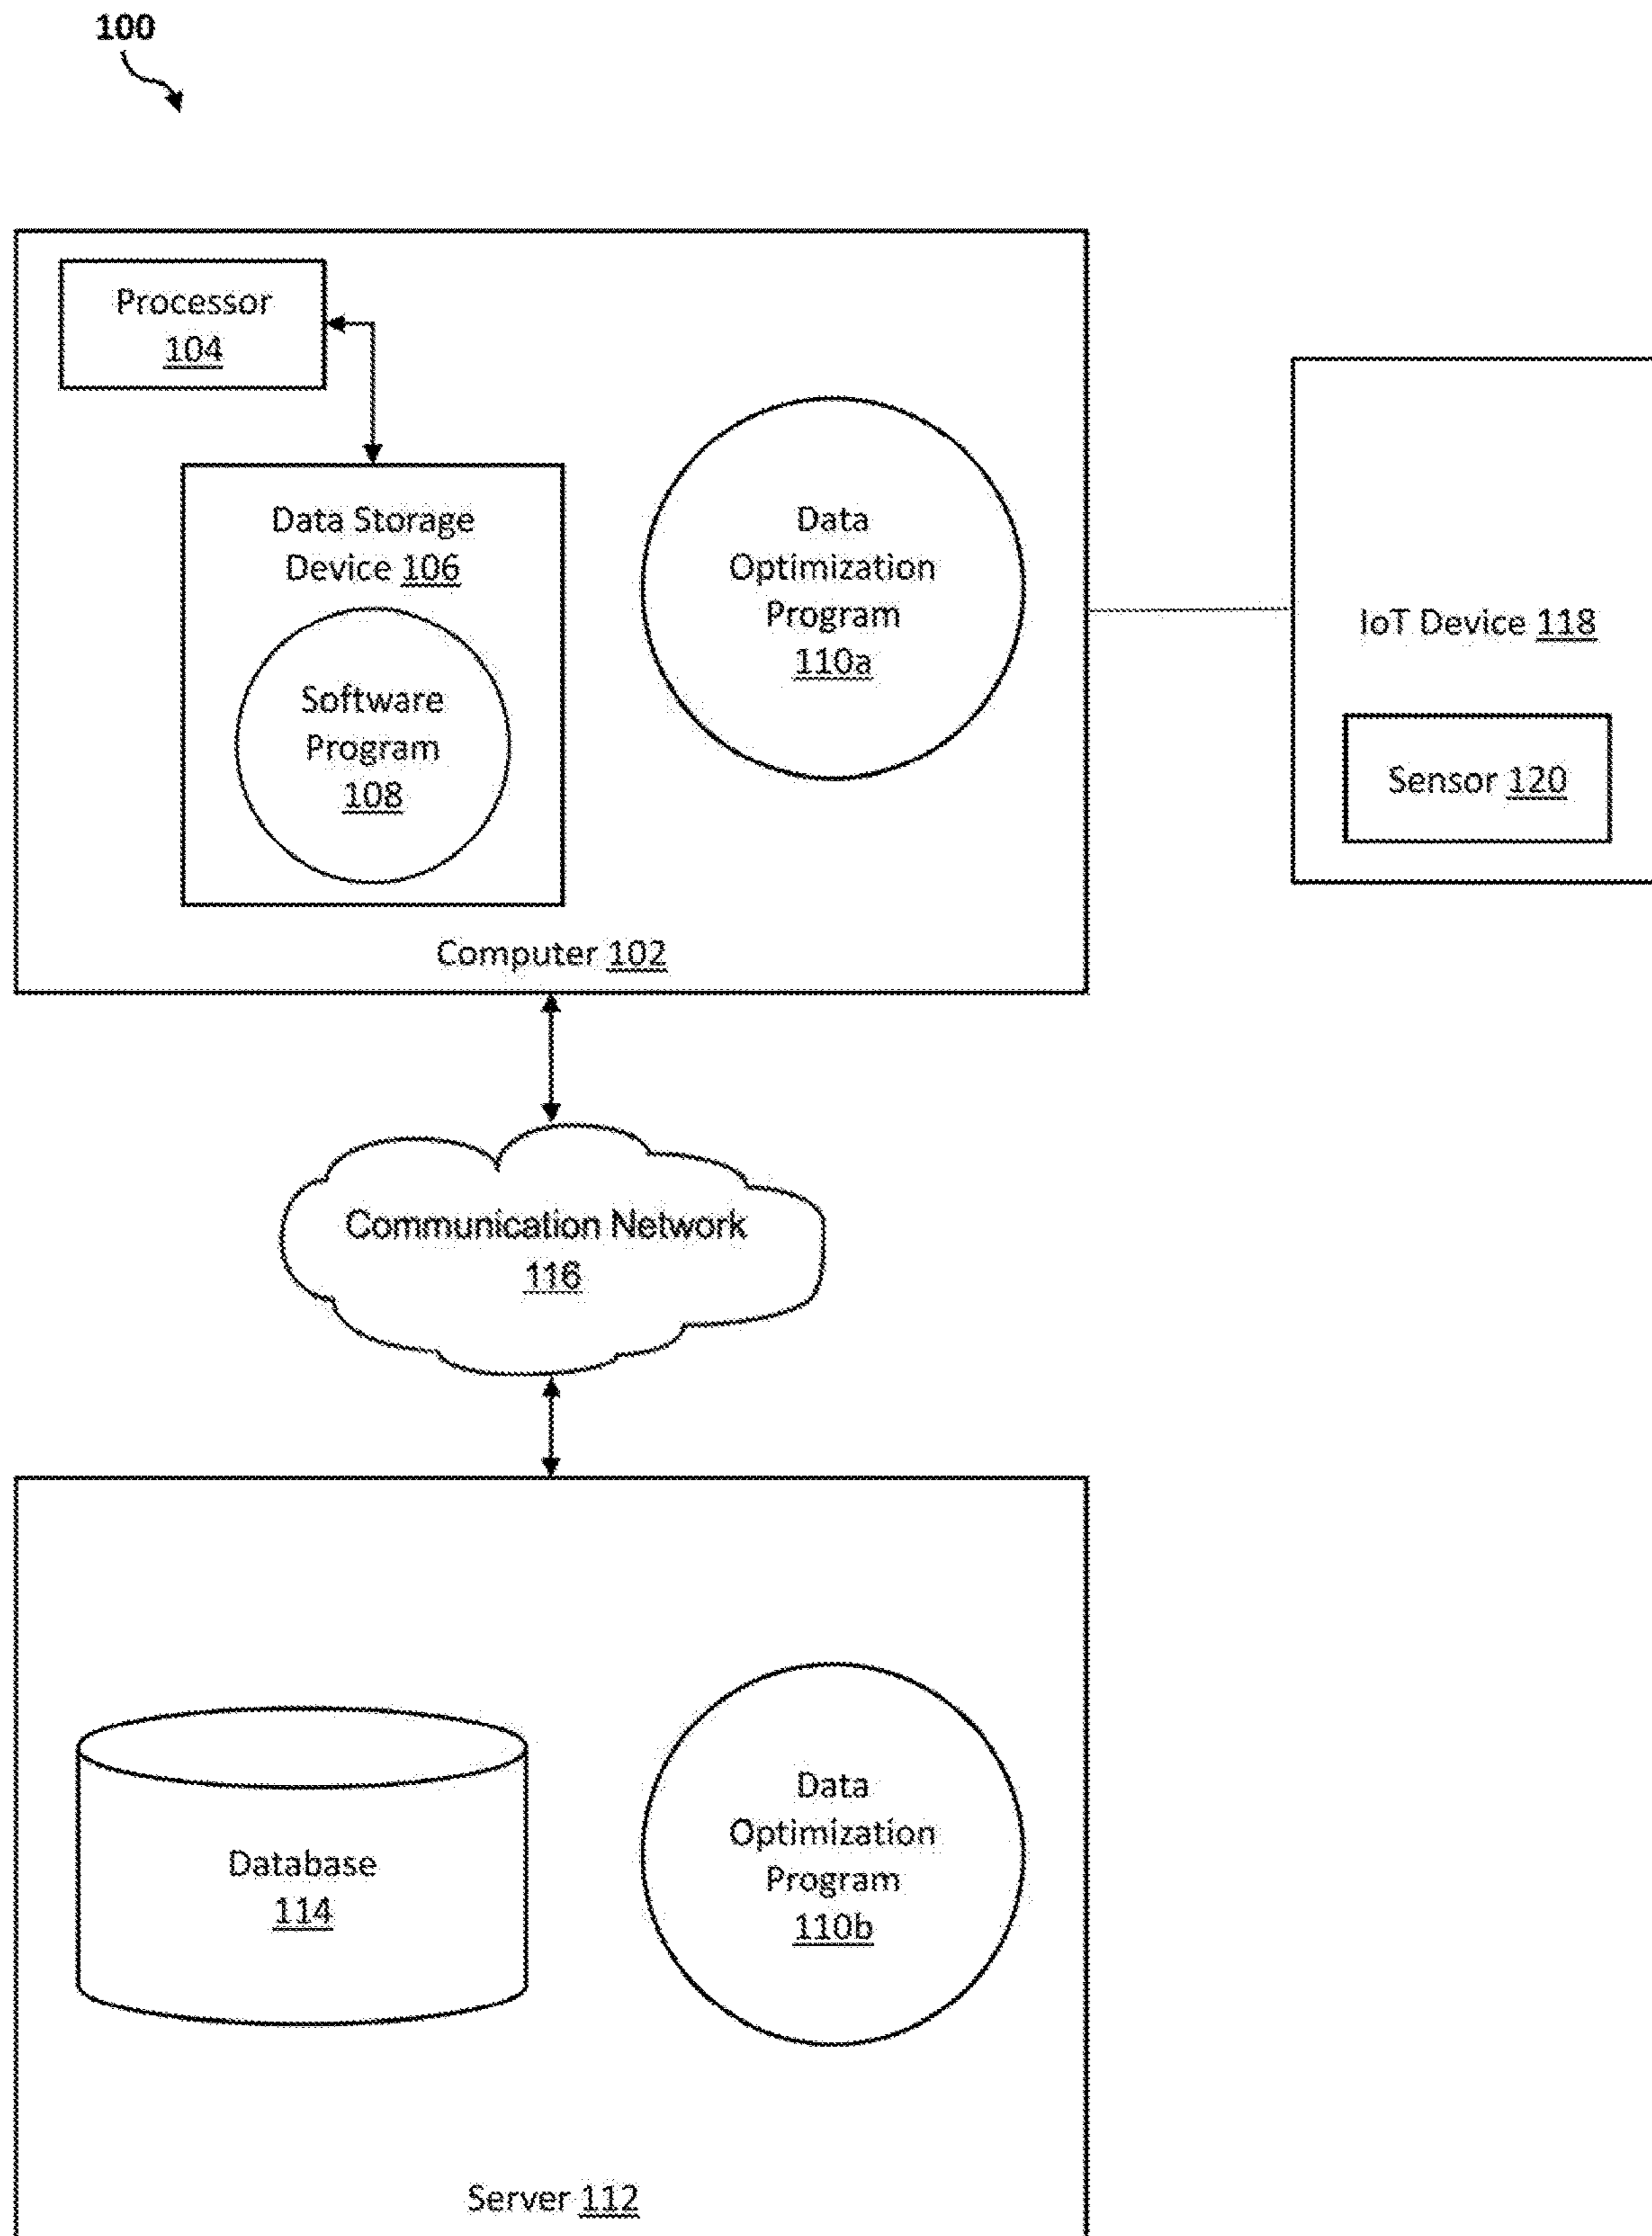 100
Processor
104
Data Storage
Device 106
Software
Program
108
Data
Optimization
Program
110a
Computer 102
IoT Device 118
Sensor 120
Communication Network
116
Database
114
Data
Optimization
Program
110b
Server 112